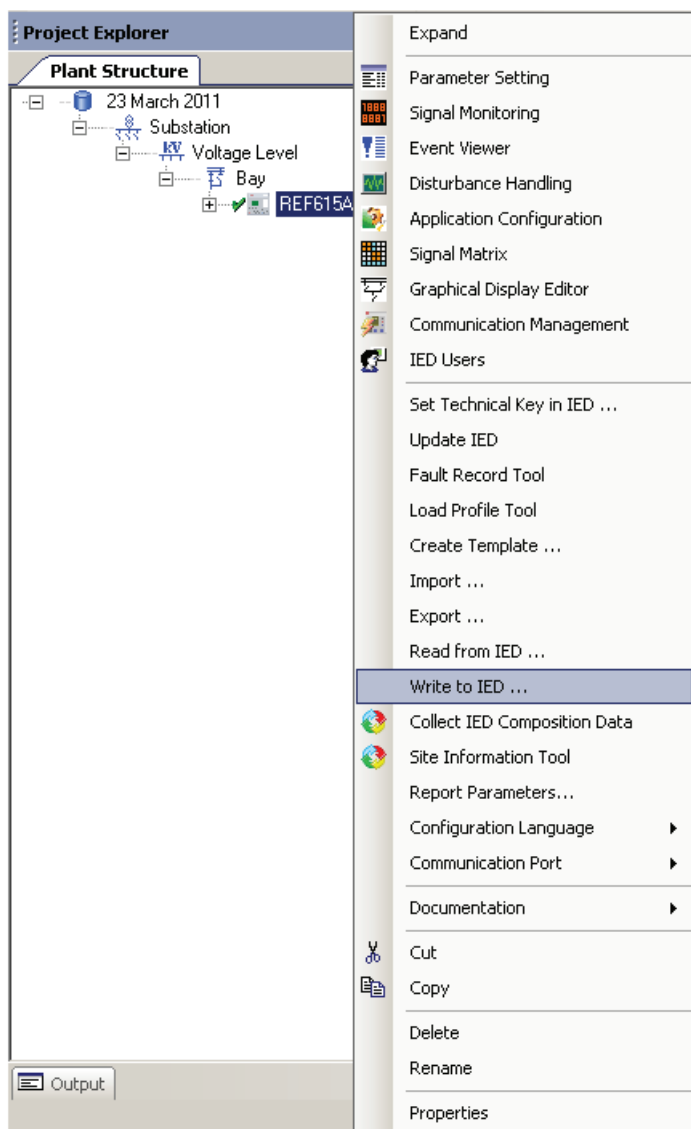 Project Explorer
Plant Structure
23 March 2011
Substation
Voltage Level
Bay
REF615A
Output
Expand
Parameter Setting
Signal Monitoring
Event Viewer
Disturbance Handling
Application Configuration
Signal Matrix
Graphical Display Editor
Communication Management
IED Users
Set Technical Key in IED ...
Update IED
Fault Record Tool
Load Profile Tool
Create Template ...
Import ...
Export ...
Read from IED ...
Write to IED ...
Collect IED Composition Data
Site Information Tool
Report Parameters...
Configuration Language
Communication Port
Documentation
Cut
Copy
Delete
Rename
Properties